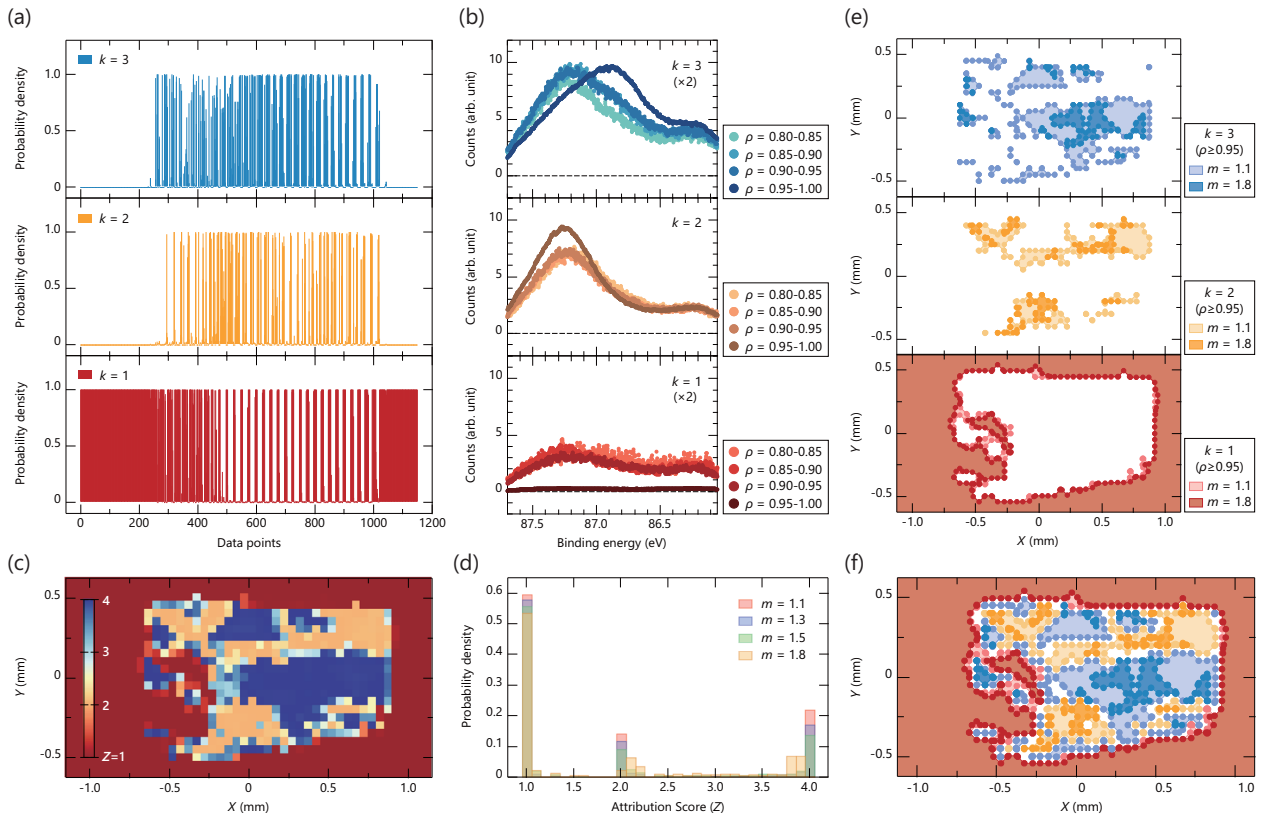 (a)
Probability density
1.0
0.5
0
k = 3
Probability density
1.0
0.5
0
k = 2
Probability density
1.0
0.5
0
k = 1
0 200 400 600 800 1000 1200
Data points
(b)
Counts (arb. unit)
10
5
0
k = 3
(×2)
ρ = 0.80-0.85
ρ = 0.85-0.90
ρ = 0.90-0.95
ρ = 0.95-1.00
Counts (arb. unit)
10
5
0
k = 2
ρ = 0.80-0.85
ρ = 0.85-0.90
ρ = 0.90-0.95
ρ = 0.95-1.00
Counts (arb. unit)
10
5
0
k = 1
(×2)
ρ = 0.80-0.85
ρ = 0.85-0.90
ρ = 0.90-0.95
ρ = 0.95-1.00
87.5 87.0 86.5
Binding energy (eV)
(e)
Y (mm)
0.5
0
-0.5
k = 3
(ρ≥0.95)
m = 1.1
m = 1.8
Y (mm)
0.5
0
-0.5
k = 2
(ρ≥0.95)
m = 1.1
m = 1.8
Y (mm)
0.5
0
-0.5
k = 1
(ρ≥0.95)
m = 1.1
m = 1.8
-1.0 -0.5 0 0.5 1.0
X (mm)
(c)
Y (mm)
0.5
0
-0.5
4
3
2
Z=1
-1.0 -0.5 0 0.5 1.0
X (mm)
(d)
Probability density
0.6
0.5
0.4
0.3
0.2
0.1
0
m = 1.1
m = 1.3
m = 1.5
m = 1.8
1.0 1.5 2.0 2.5 3.0 3.5 4.0
Attribution Score (Z)
(f)
Y (mm)
0.5
0
-0.5
-1.0 -0.5 0 0.5 1.0
X (mm)